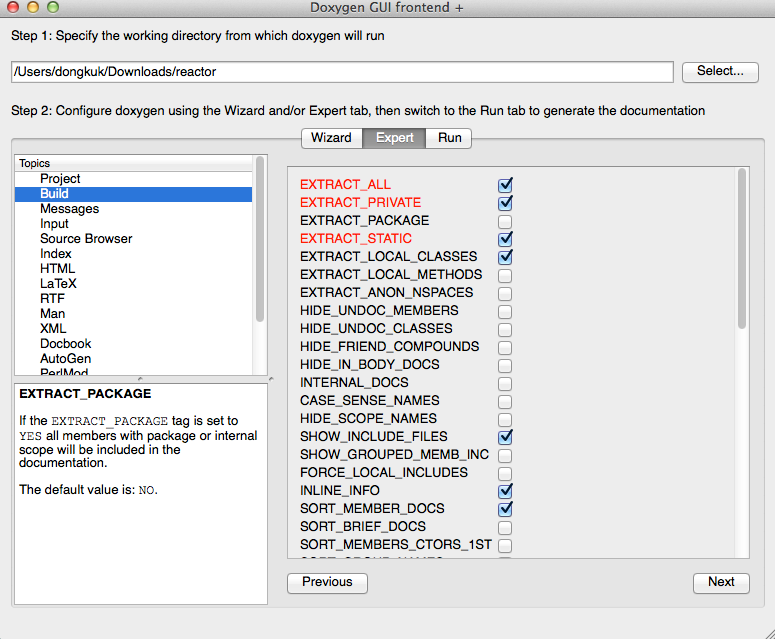 Doxygen GUI frontend +
Step 1: Specify the working directory from which doxygen will run
/Users/dongkuk/Downloads/reactor
Select...
Step 2: Configure doxygen using the Wizard and/or Expert tab, then switch to the Run tab to generate the documentation
Wizard
Expert
Run
Topics
Project
Build
Messages
Input
Source Browser
Index
HTML
LaTeX
RTF
Man
XML
Docbook
AutoGen
PerlMod
EXTRACT_PACKAGE
If the EXTRACT_PACKAGE tag is set to
YES all members with package or internal
scope will be included in the
documentation.
The default value is: NO.
EXTRACT_ALL
EXTRACT_PRIVATE
EXTRACT_PACKAGE
EXTRACT_STATIC
EXTRACT_LOCAL_CLASSES
EXTRACT_LOCAL_METHODS
EXTRACT_ANON_NSPACES
HIDE_UNDOC_MEMBERS
HIDE_UNDOC_CLASSES
HIDE_FRIEND_COMPOUNDS
HIDE_IN_BODY_DOCS
INTERNAL_DOCS
CASE_SENSE_NAMES
HIDE_SCOPE_NAMES
SHOW_INCLUDE_FILES
SHOW_GROUPED_MEMB_INC
FORCE_LOCAL_INCLUDES
INLINE_INFO
SORT_MEMBER_DOCS
SORT_BRIEF_DOCS
SORT_MEMBERS_CTORS_1ST
Previous
Next